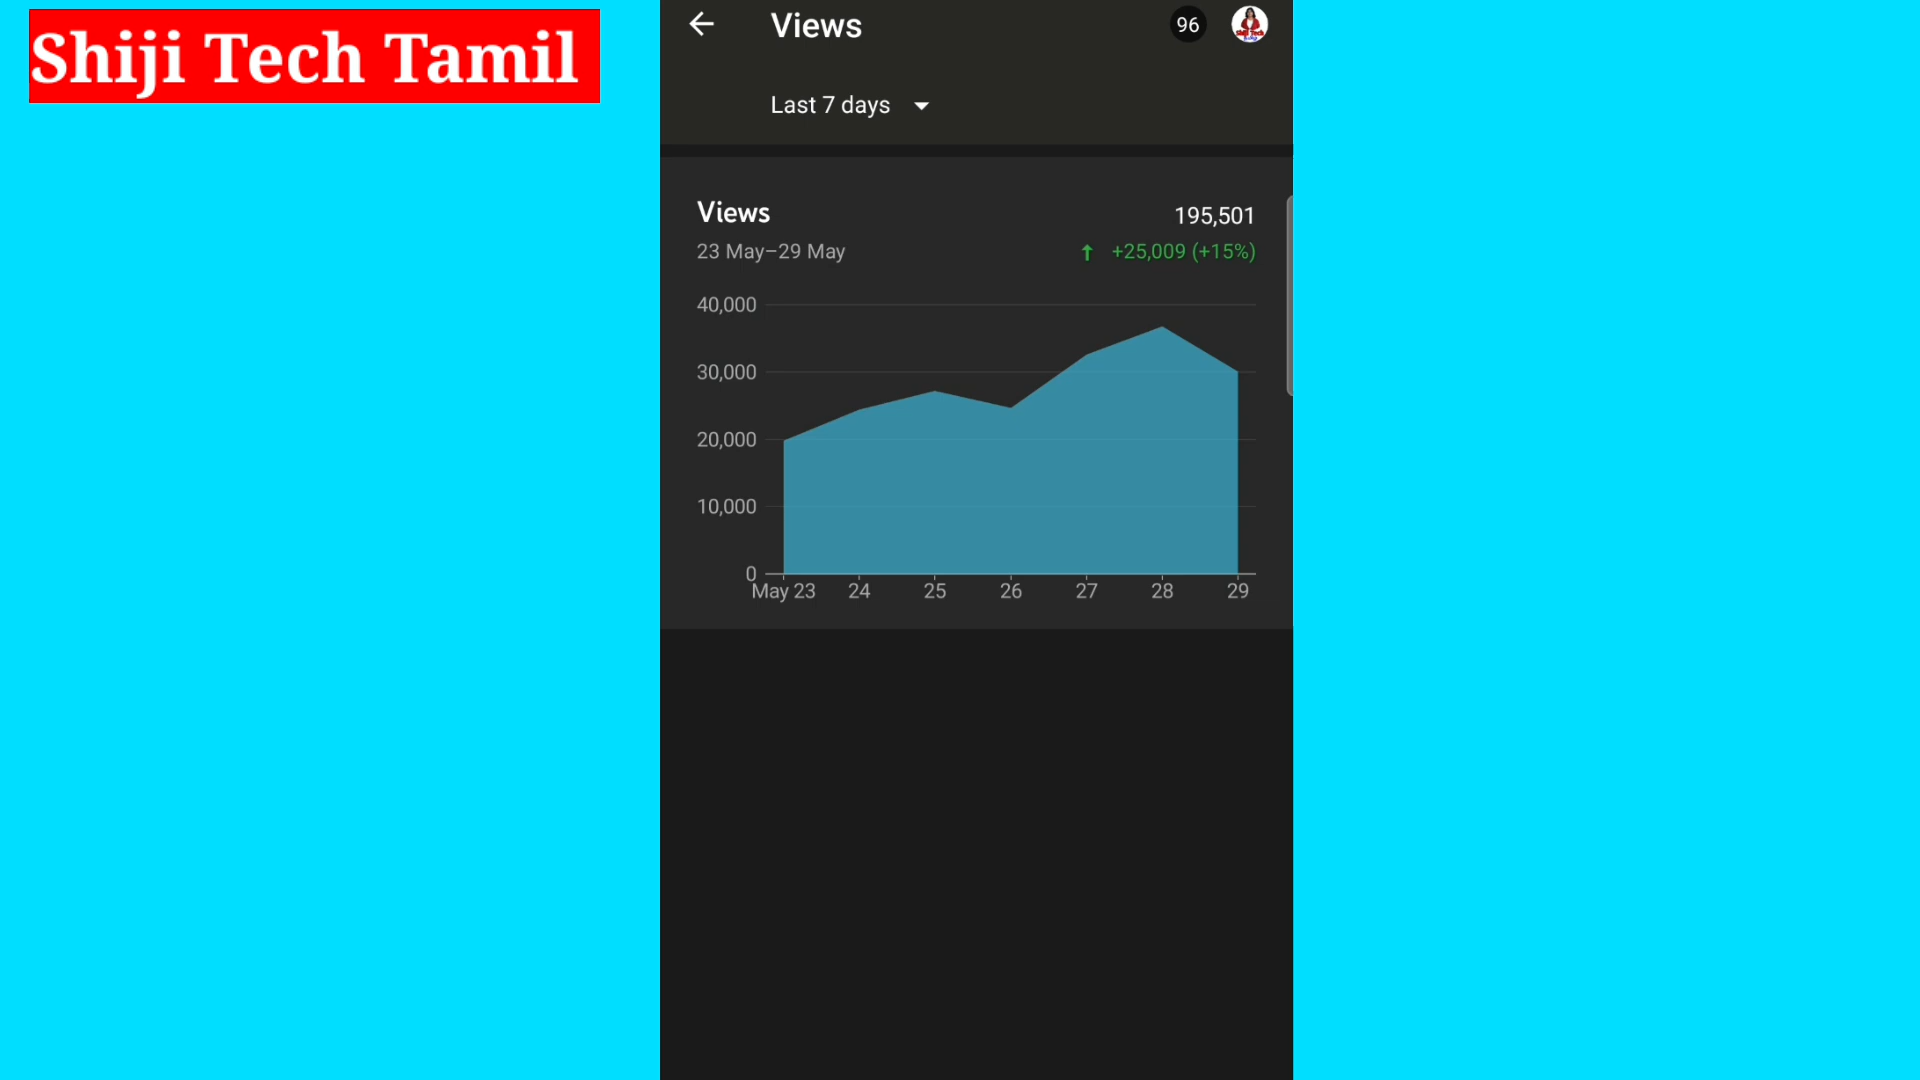 Shiji Tech Tamil
Views
96
Last 7 days
Views
195,501
23 May–29 May
+25,009 (+15%)
40,000
30,000
20,000
10,000
0
May 23 24 25 26 27 28 29